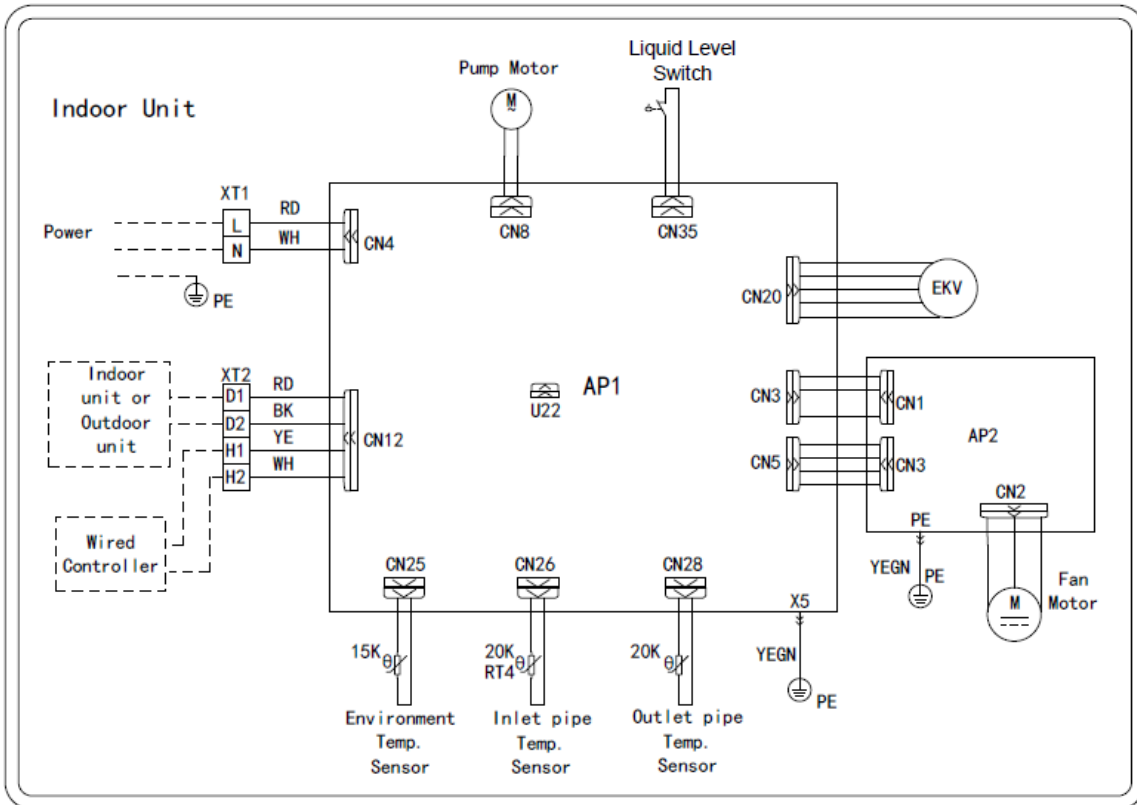 Indoor Unit
Pump Motor
M
~
Liquid Level
Switch
XT1
Power
L
N
RD
WH
CN4
PE
CN8
CN35
CN20
EKV
Indoor
unit or
Outdoor
unit
XT2
D1
D2
H1
H2
RD
BK
YE
WH
CN12
Wired
Controller
U22
AP1
CN3
CN1
CN5
CN3
AP2
CN2
PE
YEGN
PE
M
Fan
Motor
CN25
CN26
CN28
X5
YEGN
PE
15K
θ
20K
RT4
θ
20K
θ
Environment
Temp.
Sensor
Inlet pipe
Temp.
Sensor
Outlet pipe
Temp.
Sensor